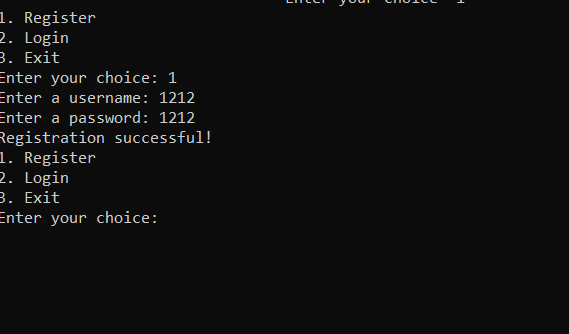 Enter your choice 1
1. Register
2. Login
3. Exit
Enter your choice: 1
Enter a username: 1212
Enter a password: 1212
Registration successful!
1. Register
2. Login
3. Exit
Enter your choice: